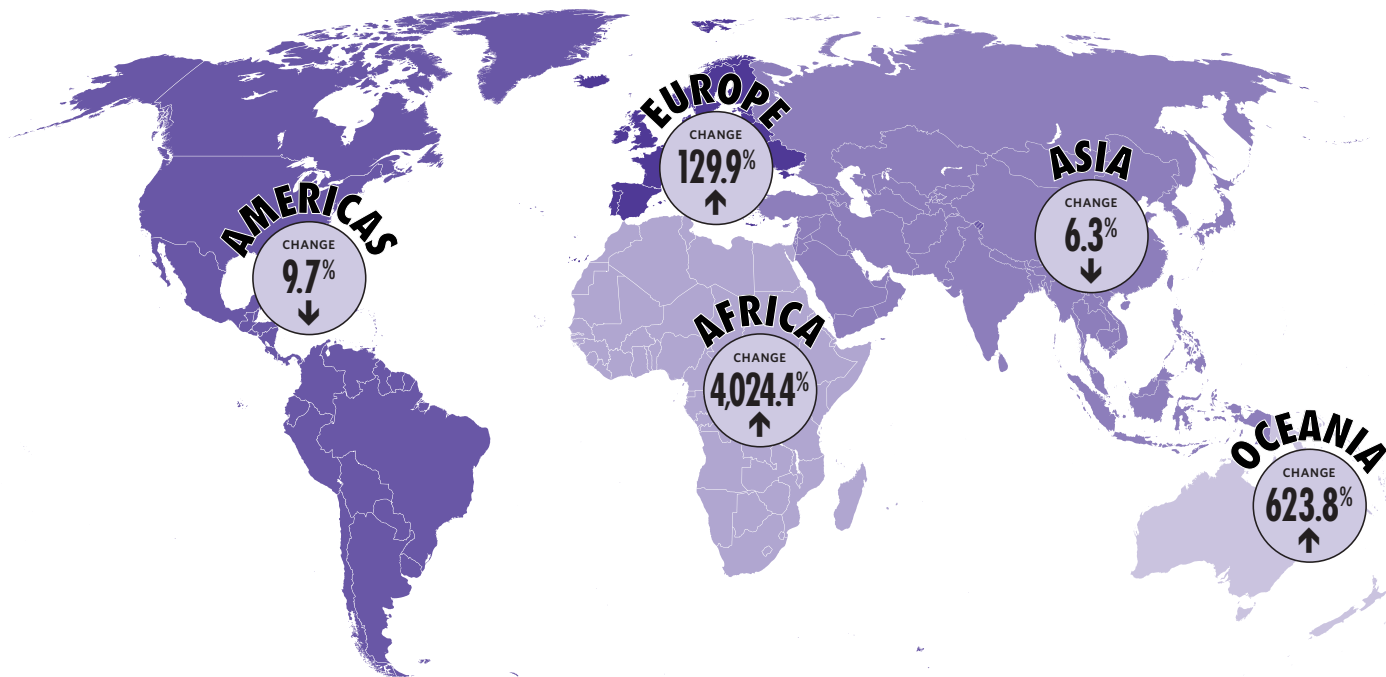 EUROPE
CHANGE
129.9%
ASIA
CHANGE
6.3%
AMERICAS
CHANGE
9.7%
AFRICA
CHANGE
4,024.4%
OCEANIA
CHANGE
623.8%